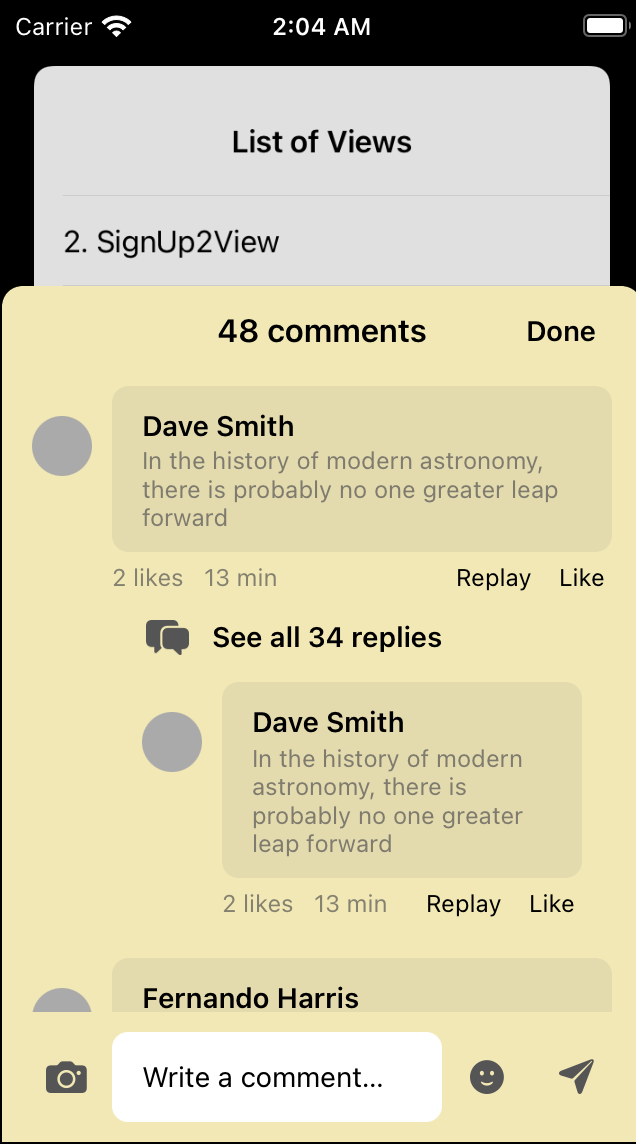 Carrier 2:04 AM
List of Views
2. SignUp2View
48 comments Done
Dave Smith
In the history of modern astronomy,
there is probably no one greater leap
forward
2 likes 13 min Replay Like
See all 34 replies
Dave Smith
In the history of modern
astronomy, there is
probably no one greater
leap forward
2 likes 13 min Replay Like
Fernando Harris
Write a comment...